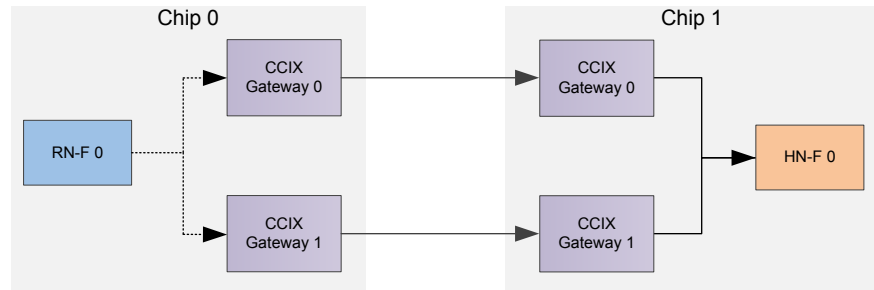 Chip 0
Chip 1
CCIX
Gateway 0
CCIX
Gateway 0
RN-F 0
HN-F 0
CCIX
Gateway 1
CCIX
Gateway 1